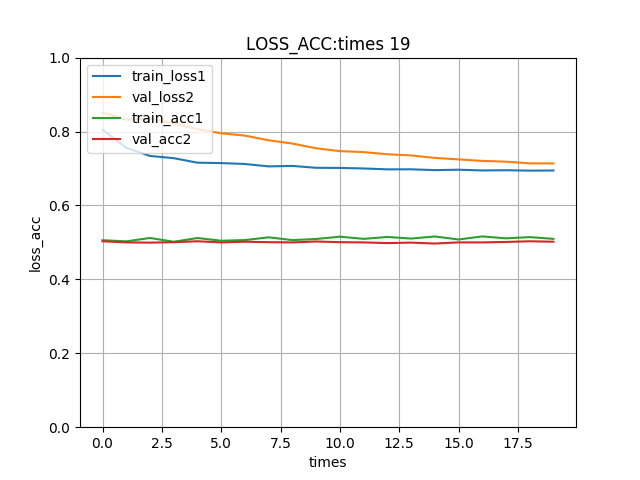 LOSS_ACC:times 19
train_loss1
val_loss2
train_acc1
val_acc2
loss_acc
1.0
0.8
0.6
0.4
0.2
0.0
0.0 2.5 5.0 7.5 10.0 12.5 15.0 17.5
times